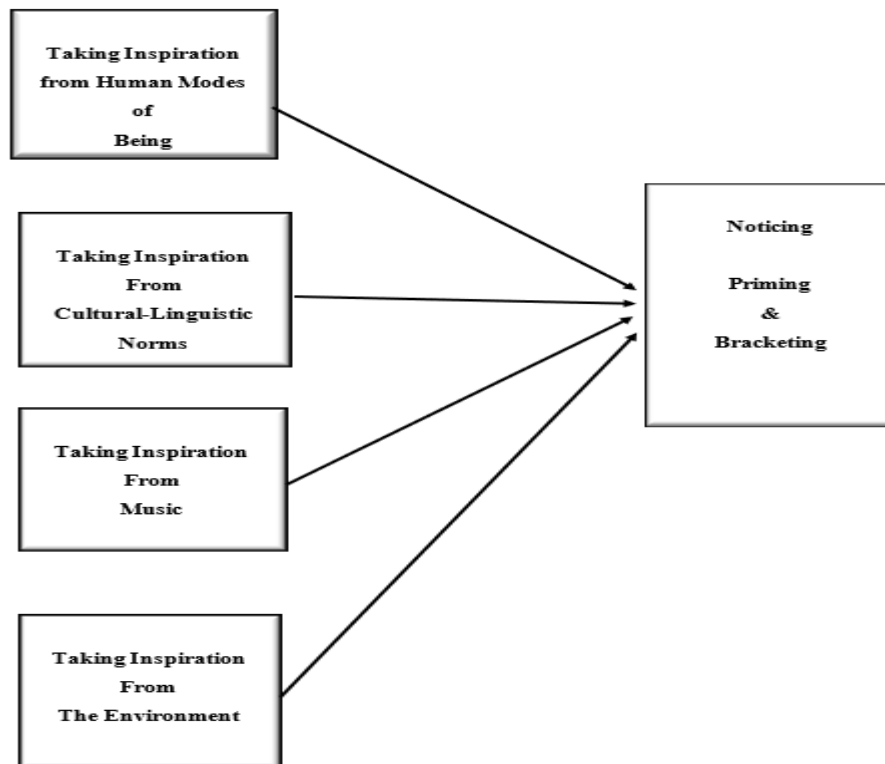 Taking Inspiration
from Human Modes
of
Being
Taking Inspiration
From
Cultural-Linguistic
Norms
Taking Inspiration
From
Music
Taking Inspiration
From
The Environment
Noticing
Priming
&
Bracketing